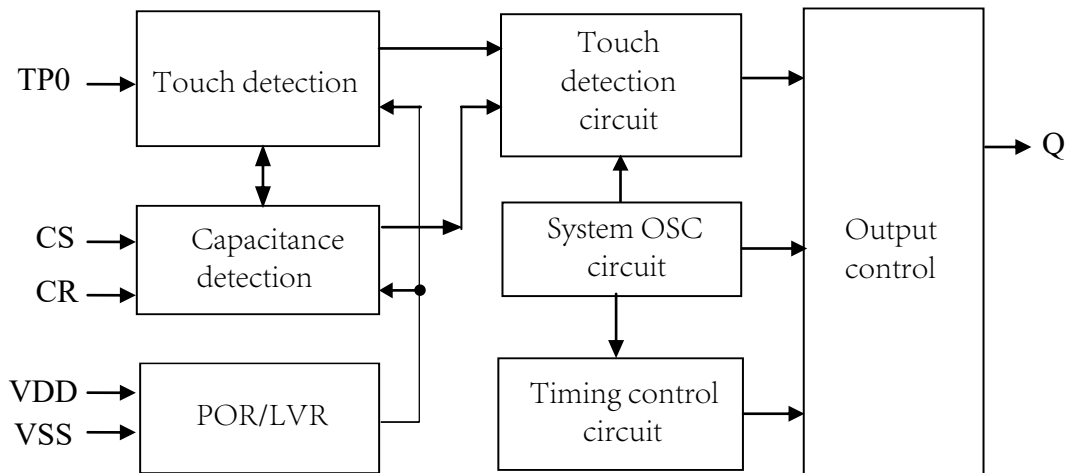 TP0
Touch detection
Touch
detection
circuit
Q
CS
CR
Capacitance
detection
System OSC
circuit
Output
control
VDD
VSS
POR/LVR
Timing control
circuit